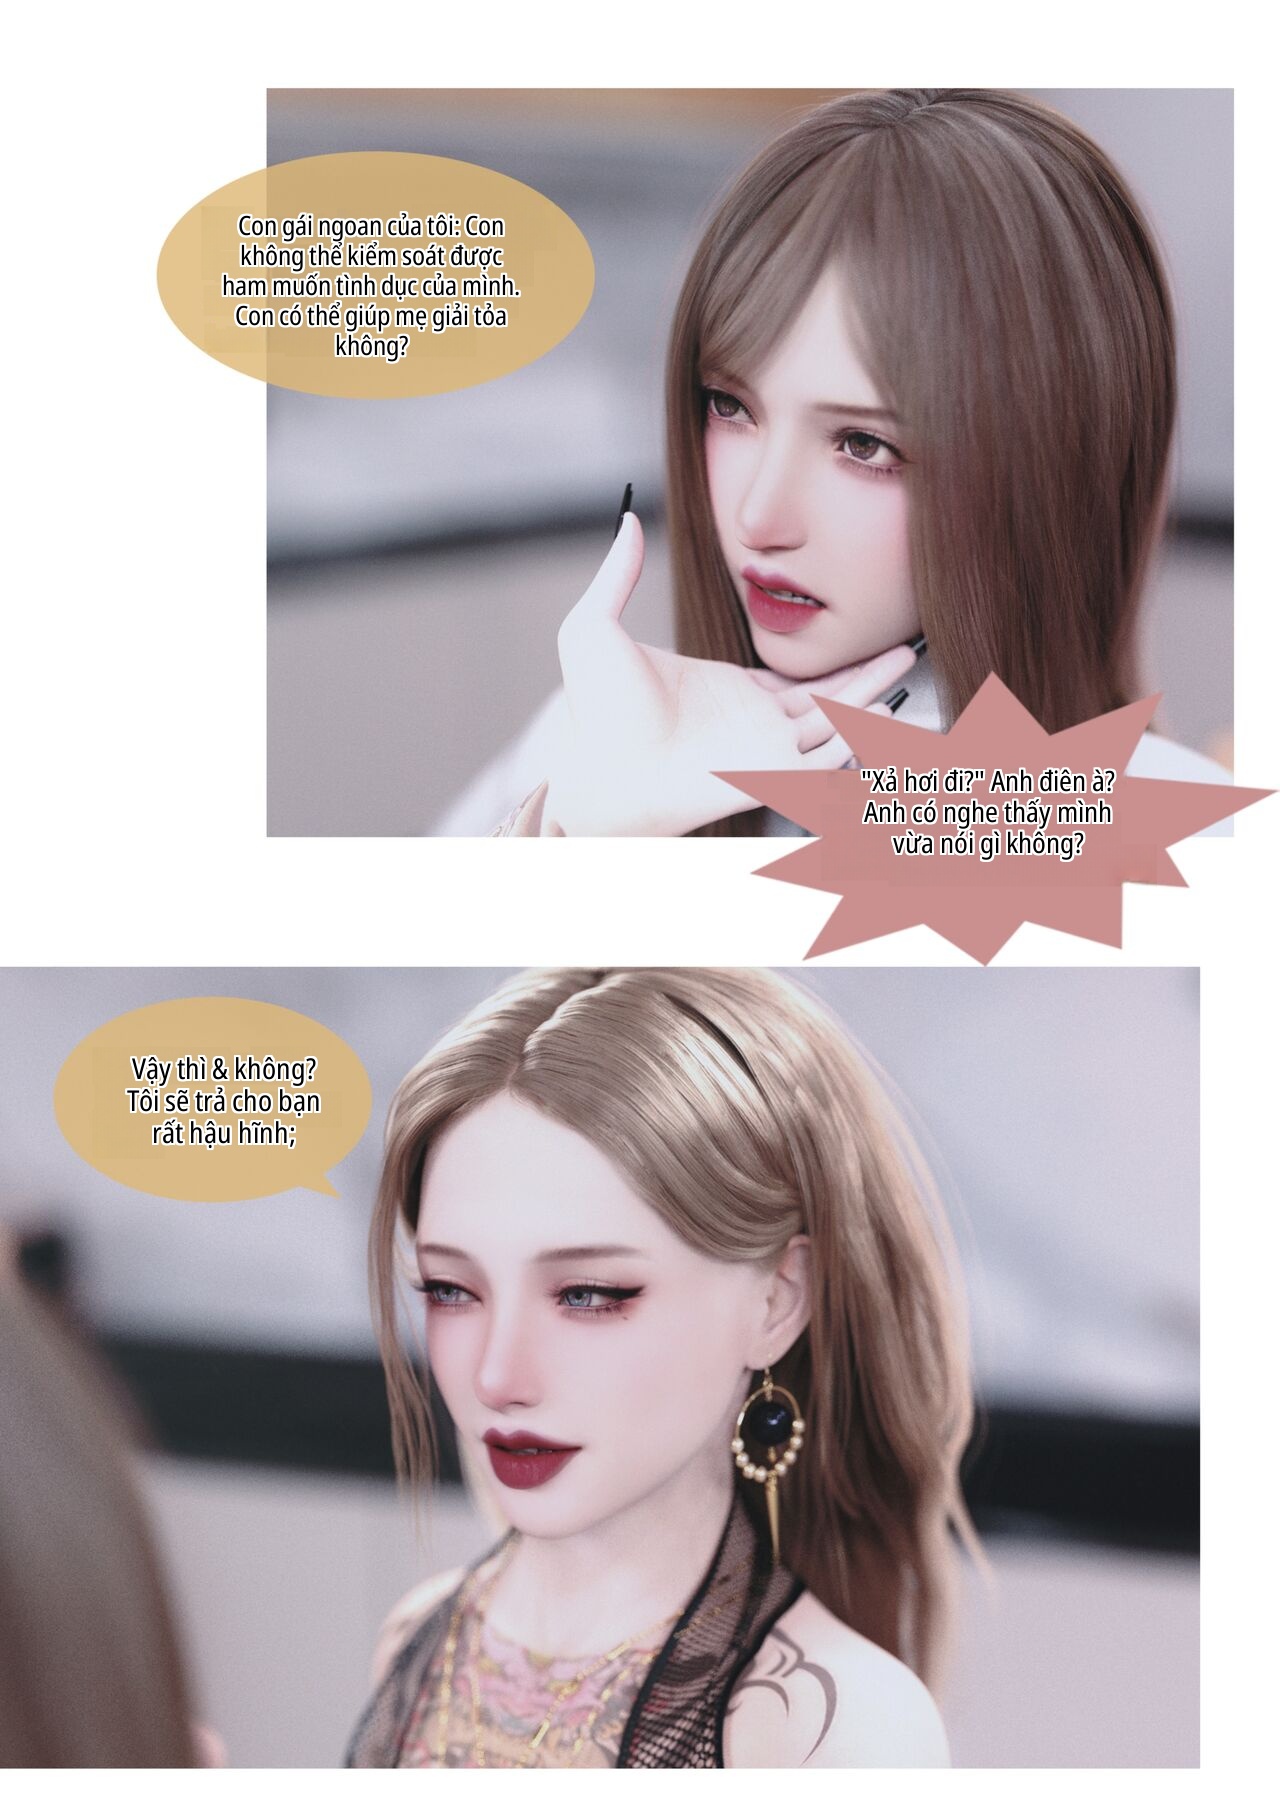 Con gái ngoan của tôi: Con
không thể kiểm soát được
ham muốn tình dục của mình.
Con có thể giúp mẹ giải tỏa
không?
"Xả hơi đi?" Anh điên à?
Anh có nghe thấy mình
vừa nói gì không?
Vậy thì & không?
Tôi sẽ trả cho bạn
rất hậu hĩnh;